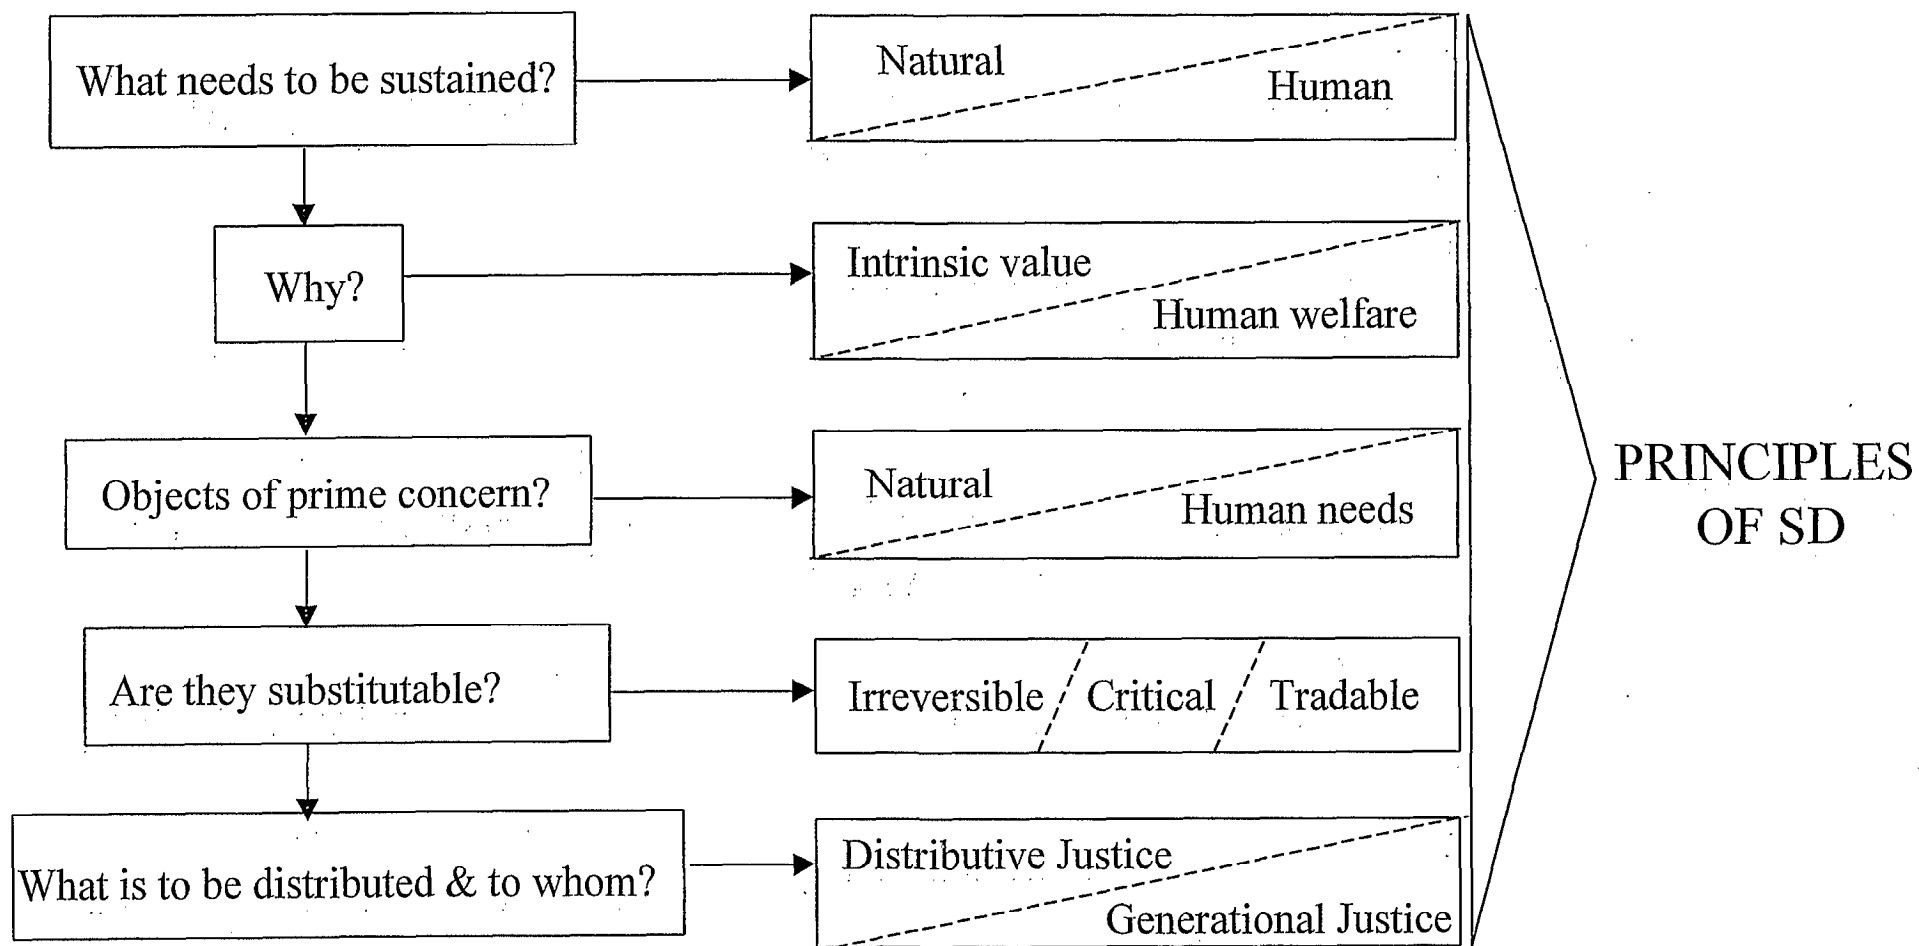 What needs to be sustained?
Natural
Human
Why?
Intrinsic value
Human welfare
Objects of prime concern?
Natural
Human needs
Are they substitutable?
Irreversible
Critical
Tradable
What is to be distributed & to whom?
Distributive Justice
Generational Justice
PRINCIPLES
OF SD